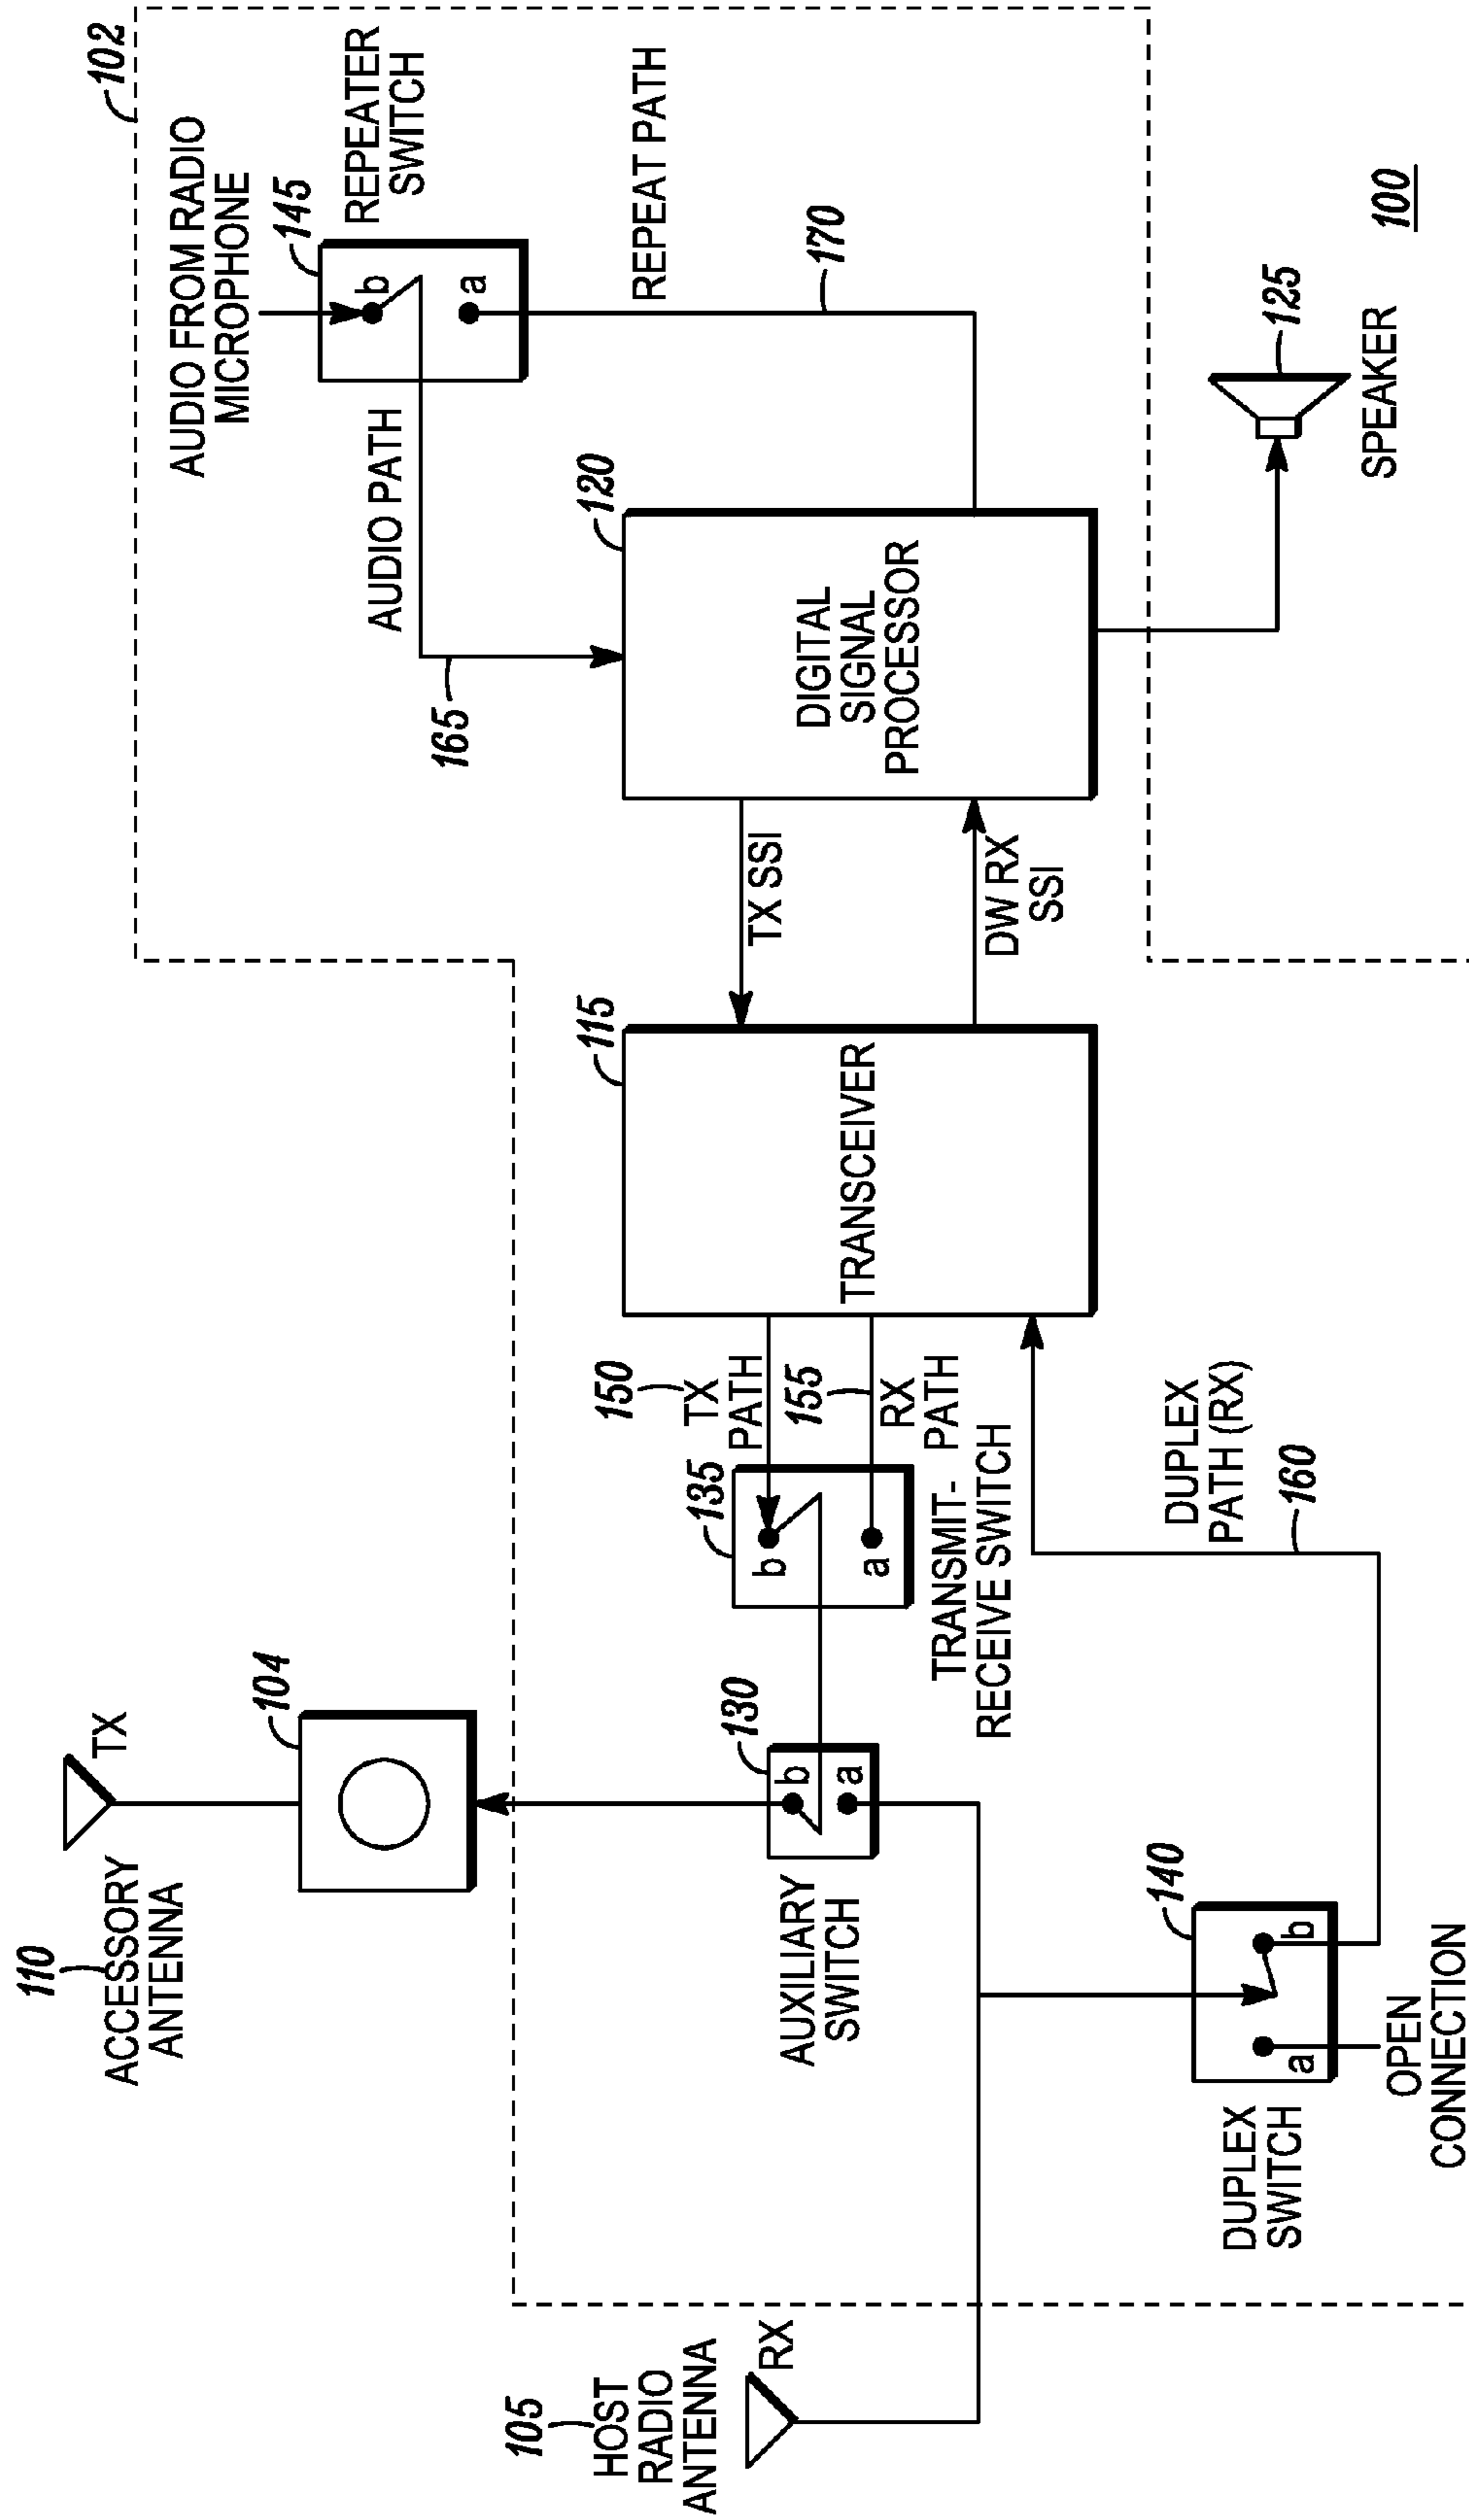 102
AUDIO FROM RADIO
MICROPHONE
145
b
a
REPEATER
SWITCH
REPEAT PATH
170
AUDIO PATH
165
120
DIGITAL
SIGNAL
PROCESSOR
125
SPEAKER
100
TX SSI
DW RX
SSI
115
TRANSCEIVER
150
TX
PATH
155
RX
PATH
135
b
a
TRANSMIT-
RECEIVE SWITCH
DUPLEX
PATH (RX)
160
TX
104
110
ACCESSORY
ANTENNA
130
b
a
AUXILIARY
SWITCH
140
b
a
DUPLEX
SWITCH
OPEN
CONNECTION
105
HOST
RADIO
ANTENNA
RX